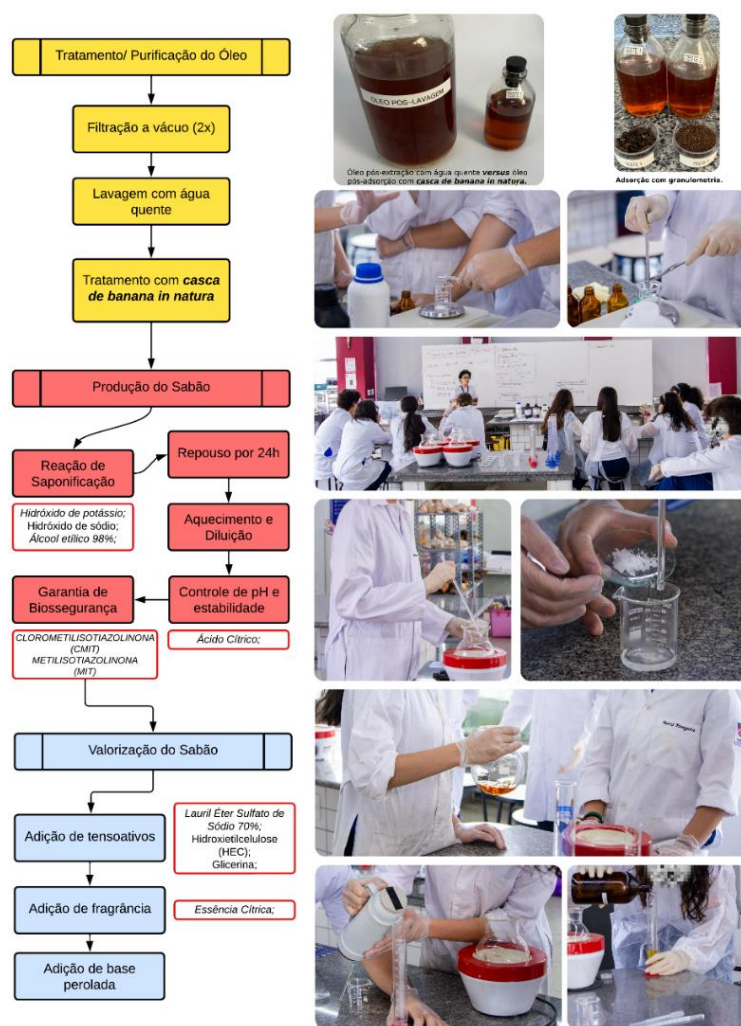 Tratamento/ Purificação do Óleo
Filtração a vácuo (2x)
Lavagem com água
quente
Tratamento com casca
de banana in natura
Produção do Sabão
Reação de
Saponificação
Hidróxido de potássio;
Hidróxido de sódio;
Álcool etílico 98%;
Repouso por 24h
Aquecimento e
Diluição
Controle de pH e
estabilidade
Ácido Cítrico;
Garantia de
Biossegurança
CLOROMETILISOTIAZOLINONA
(CMIT)
METILISOTIAZOLINONA
(MIT)
Valorização do Sabão
Adição de tensoativos
Lauril Éter Sulfato de
Sódio 70%;
Hidroxietilcelulose
(HEC);
Glicerina;
Adição de fragrância
Essência Cítrica;
Adição de base
perolada
ÓLEO PÓS-LAVAGEM
Óleo pós-extração com água quente versus óleo
pós-adsorção com casca de banana in natura.
Adsorção com granulometria.